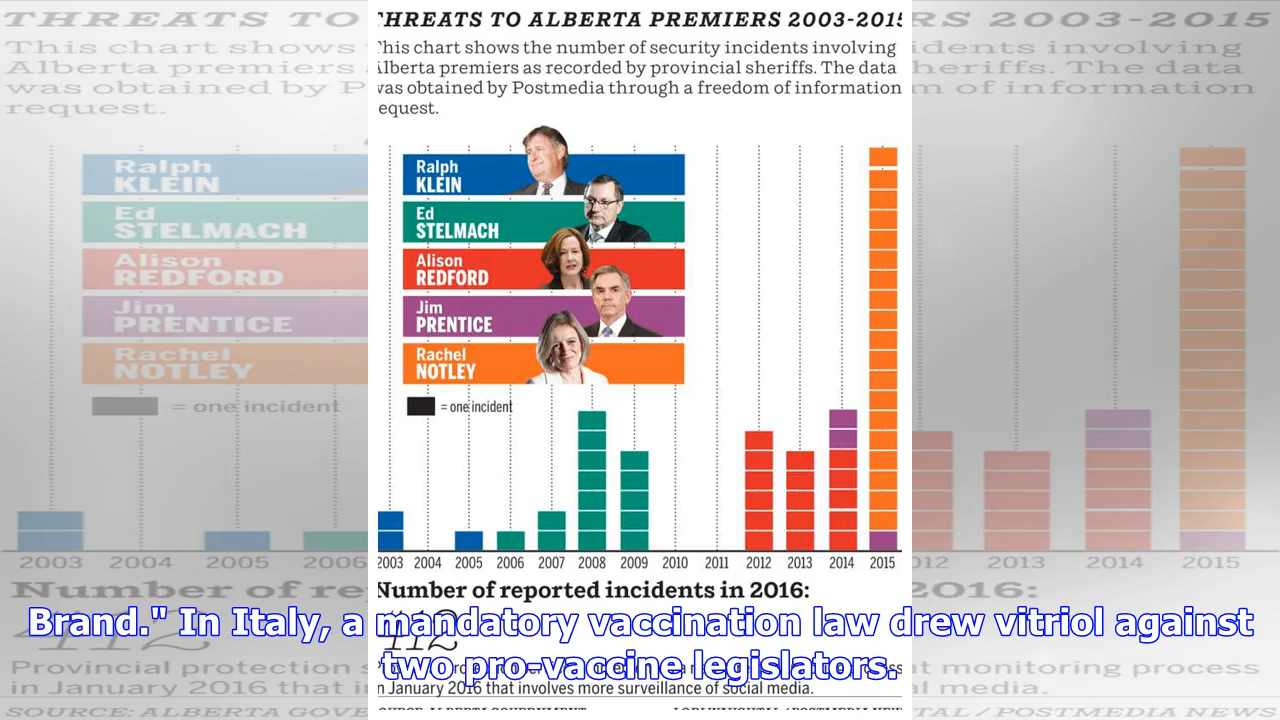 THREATS TO ALBERTA PREMIERS 2003-2015
This chart shows the number of security incidents involving
Alberta premiers as recorded by provincial sheriffs. The data
was obtained by Postmedia through a freedom of information
request.
Ralph
KLEIN
Ed
STELMACH
Alison
REDFORD
Jim
PRENTICE
Rachel
NOTLEY
= one incident
2003 2004 2005 2006 2007 2008 2009 2010 2011 2012 2013 2014 2015
Number of reported incidents in 2016:
412
Brand." In Italy, a mandatory vaccination law drew vitriol against
two pro-vaccine legislators.
in January 2016 that involves more surveillance of social media.